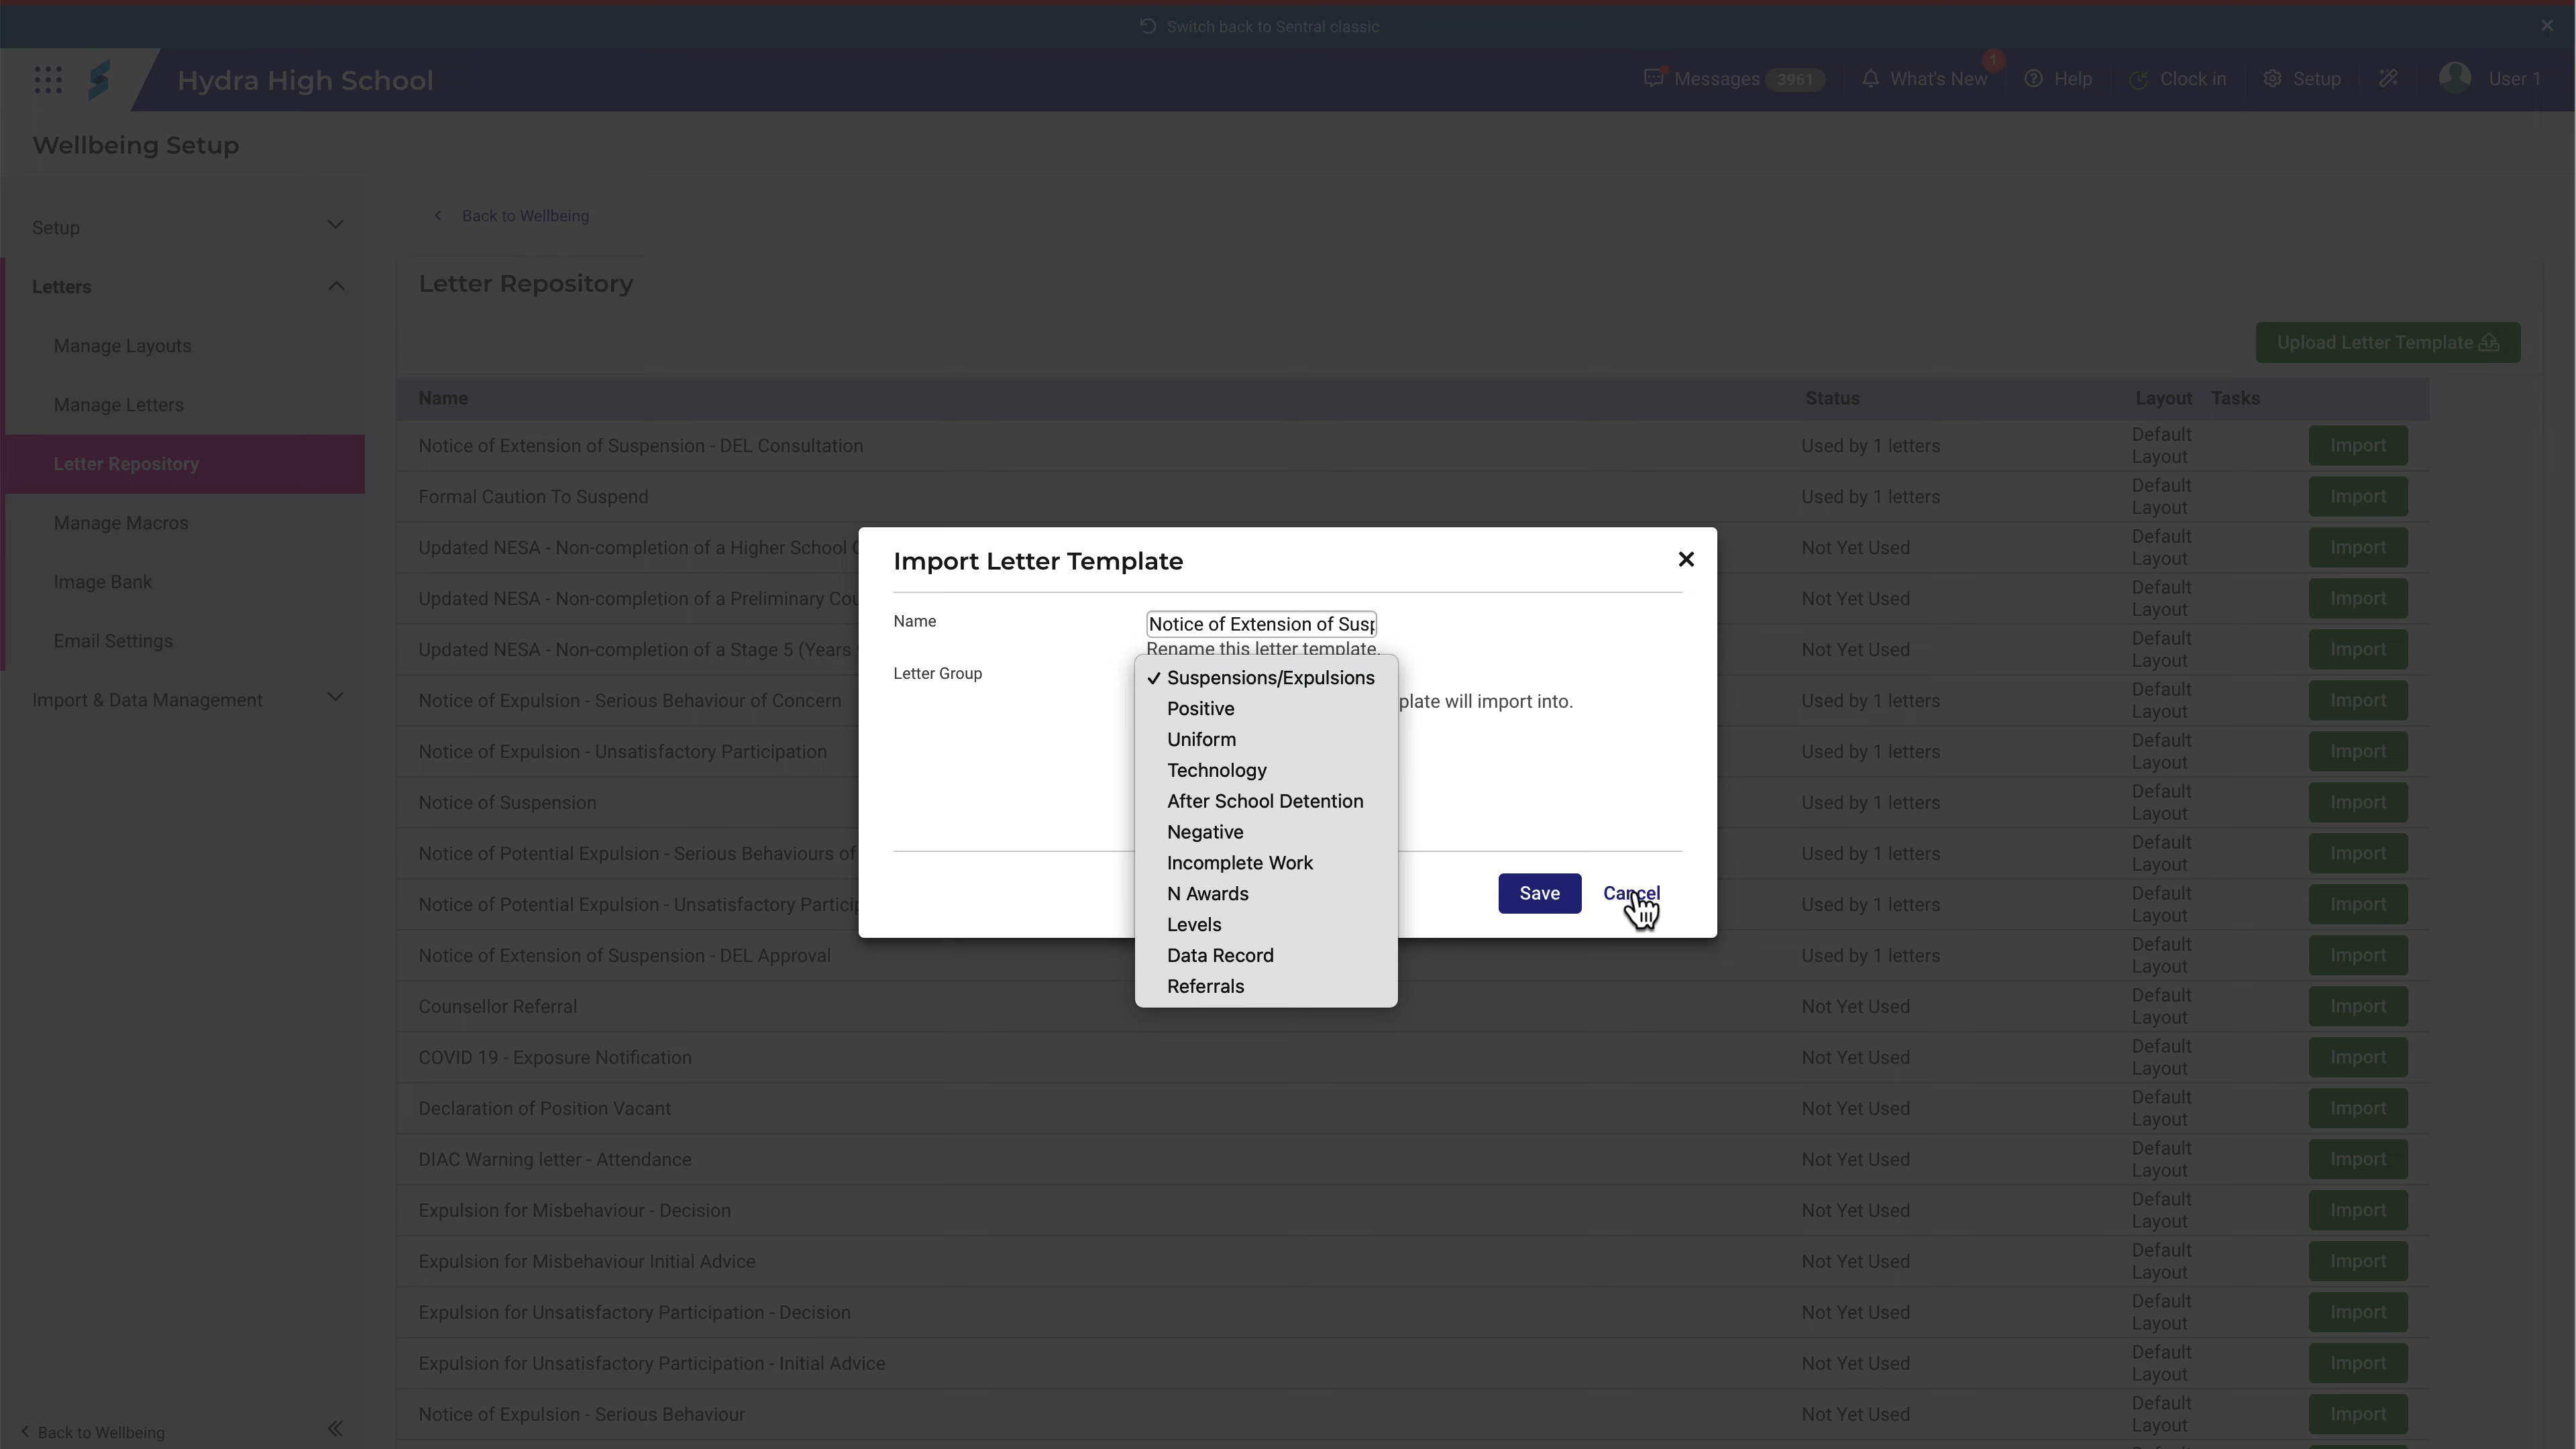 Switch back to Sentral classic
Hydra High School
Messages 3961
What's New 1
Help
Clock in
Setup
User 1
Wellbeing Setup
Setup
Letters
Manage Layouts
Manage Letters
Letter Repository
Manage Macros
Image Bank
Email Settings
Import & Data Management
Back to Wellbeing
Back to Wellbeing
Letter Repository
Upload Letter Template
Name Status Layout Tasks
Notice of Extension of Suspension - DEL Consultation Used by 1 letters Default Layout Import
Formal Caution To Suspend Used by 1 letters Default Layout Import
Updated NESA - Non-completion of a Higher School Not Yet Used Default Layout Import
Updated NESA - Non-completion of a Preliminary Not Yet Used Default Layout Import
Updated NESA - Non-completion of a Stage 5 (Years Not Yet Used Default Layout Import
Notice of Expulsion - Serious Behaviour of Concern Used by 1 letters Default Layout Import
Notice of Expulsion - Unsatisfactory Participation Used by 1 letters Default Layout Import
Notice of Suspension Used by 1 letters Default Layout Import
Notice of Potential Expulsion - Serious Behaviours of Used by 1 letters Default Layout Import
Notice of Potential Expulsion - Unsatisfactory Used by 1 letters Default Layout Import
Notice of Extension of Suspension - DEL Approval Used by 1 letters Default Layout Import
Counsellor Referral Not Yet Used Default Layout Import
COVID 19 - Exposure Notification Not Yet Used Default Layout Import
Declaration of Position Vacant Not Yet Used Default Layout Import
DIAC Warning letter - Attendance Not Yet Used Default Layout Import
Expulsion for Misbehaviour - Decision Not Yet Used Default Layout Import
Expulsion for Misbehaviour Initial Advice Not Yet Used Default Layout Import
Expulsion for Unsatisfactory Participation - Decision Not Yet Used Default Layout Import
Expulsion for Unsatisfactory Participation - Initial Advice Not Yet Used Default Layout Import
Notice of Expulsion - Serious Behaviour Not Yet Used Default Layout Import
Import Letter Template
Name
Notice of Extension of
Rename this letter template.
Letter Group
will import into.
✓ Suspensions/Expulsions
Positive
Uniform
Technology
After School Detention
Negative
Incomplete Work
N Awards
Levels
Data Record
Referrals
Save
Cancel